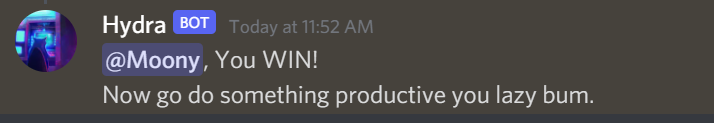 Hydra BOT Today at 11:52 AM
@Moony, You WIN!
Now go do something productive you lazy bum.